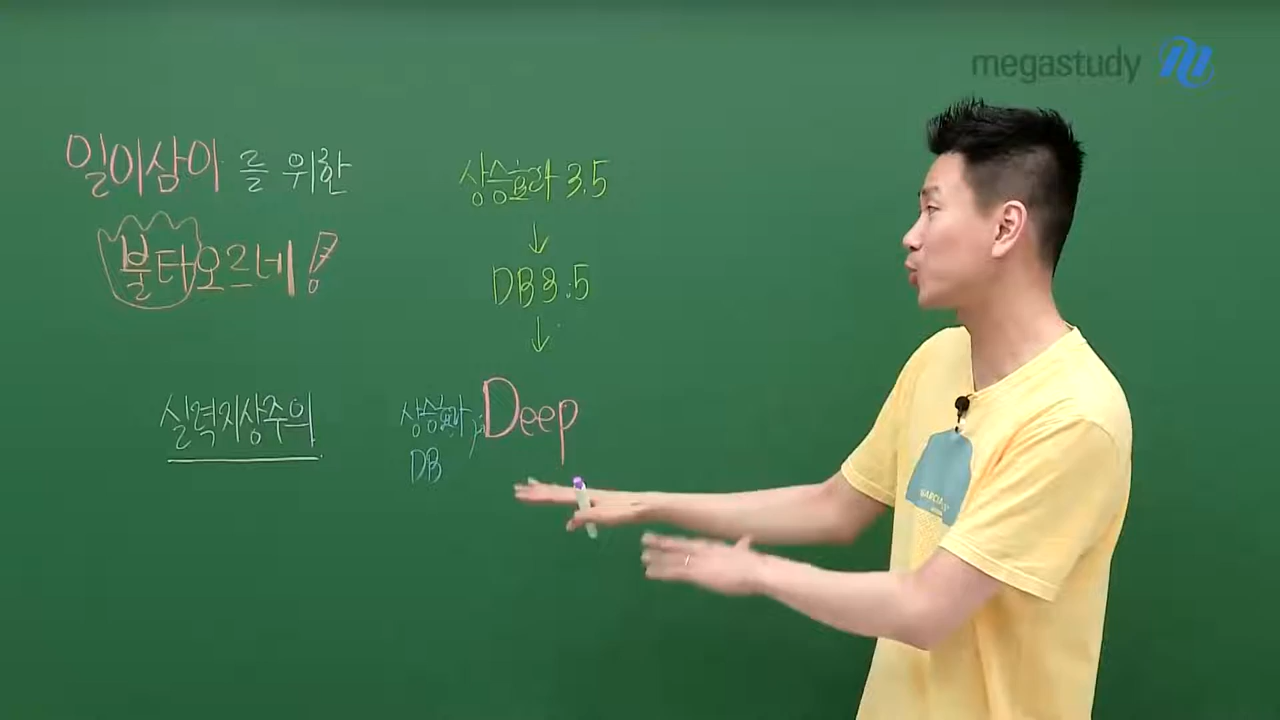 megastudy
일이삼이 를 위한
불타오르네!
상승효과 3.5
↓
DB 3.5
↓
실력지상주의
상승효과, Deep
DB